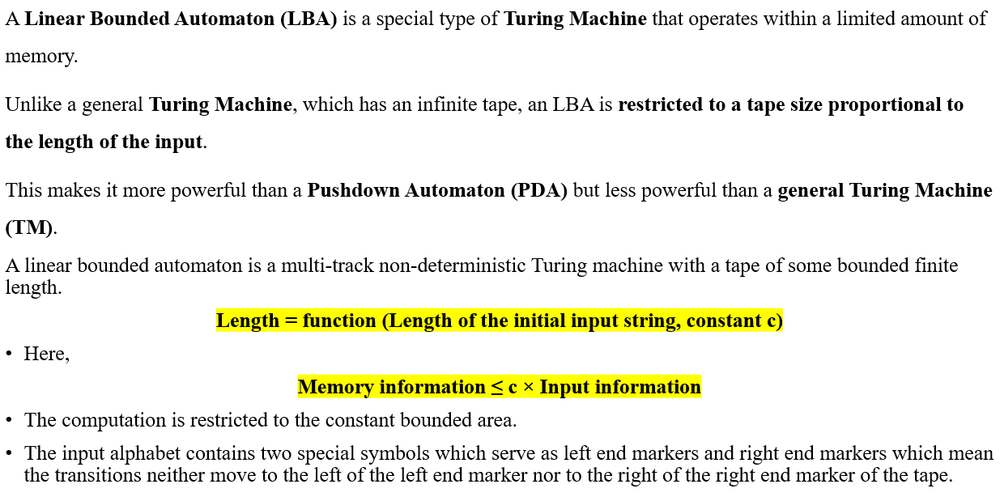 A Linear Bounded Automaton (LBA) is a special type of Turing Machine that operates within a limited amount of
memory.
Unlike a general Turing Machine, which has an infinite tape, an LBA is restricted to a tape size proportional to
the length of the input.
This makes it more powerful than a Pushdown Automaton (PDA) but less powerful than a general Turing Machine
(TM).
A linear bounded automaton is a multi-track non-deterministic Turing machine with a tape of some bounded finite
length.
Length = function (Length of the initial input string, constant c)
• Here,
Memory information ≤ c × Input information
• The computation is restricted to the constant bounded area.
• The input alphabet contains two special symbols which serve as left end markers and right end markers which mean
the transitions neither move to the left of the left end marker nor to the right of the right end marker of the tape.